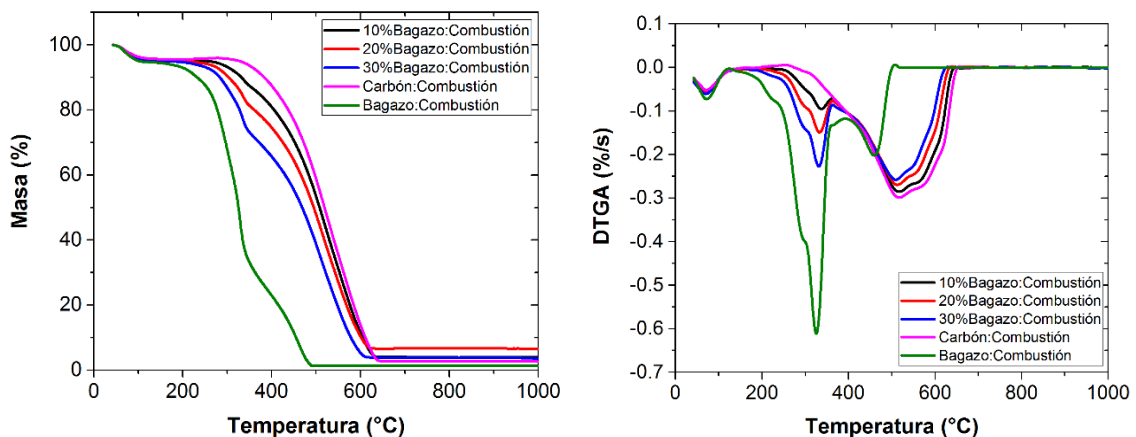 100
80
60
40
20
0
Masa (%)
10%Bagazo:Combustión
20%Bagazo:Combustión
30%Bagazo:Combustión
Carbón:Combustión
Bagazo:Combustión
0 200 400 600 800 1000
Temperatura (°C)
0.1
0.0
-0.1
-0.2
-0.3
-0.4
-0.5
-0.6
-0.7
DTGA (%/s)
10%Bagazo:Combustión
20%Bagazo:Combustión
30%Bagazo:Combustión
Carbón:Combustión
Bagazo:Combustión
0 200 400 600 800 1000
Temperatura (°C)